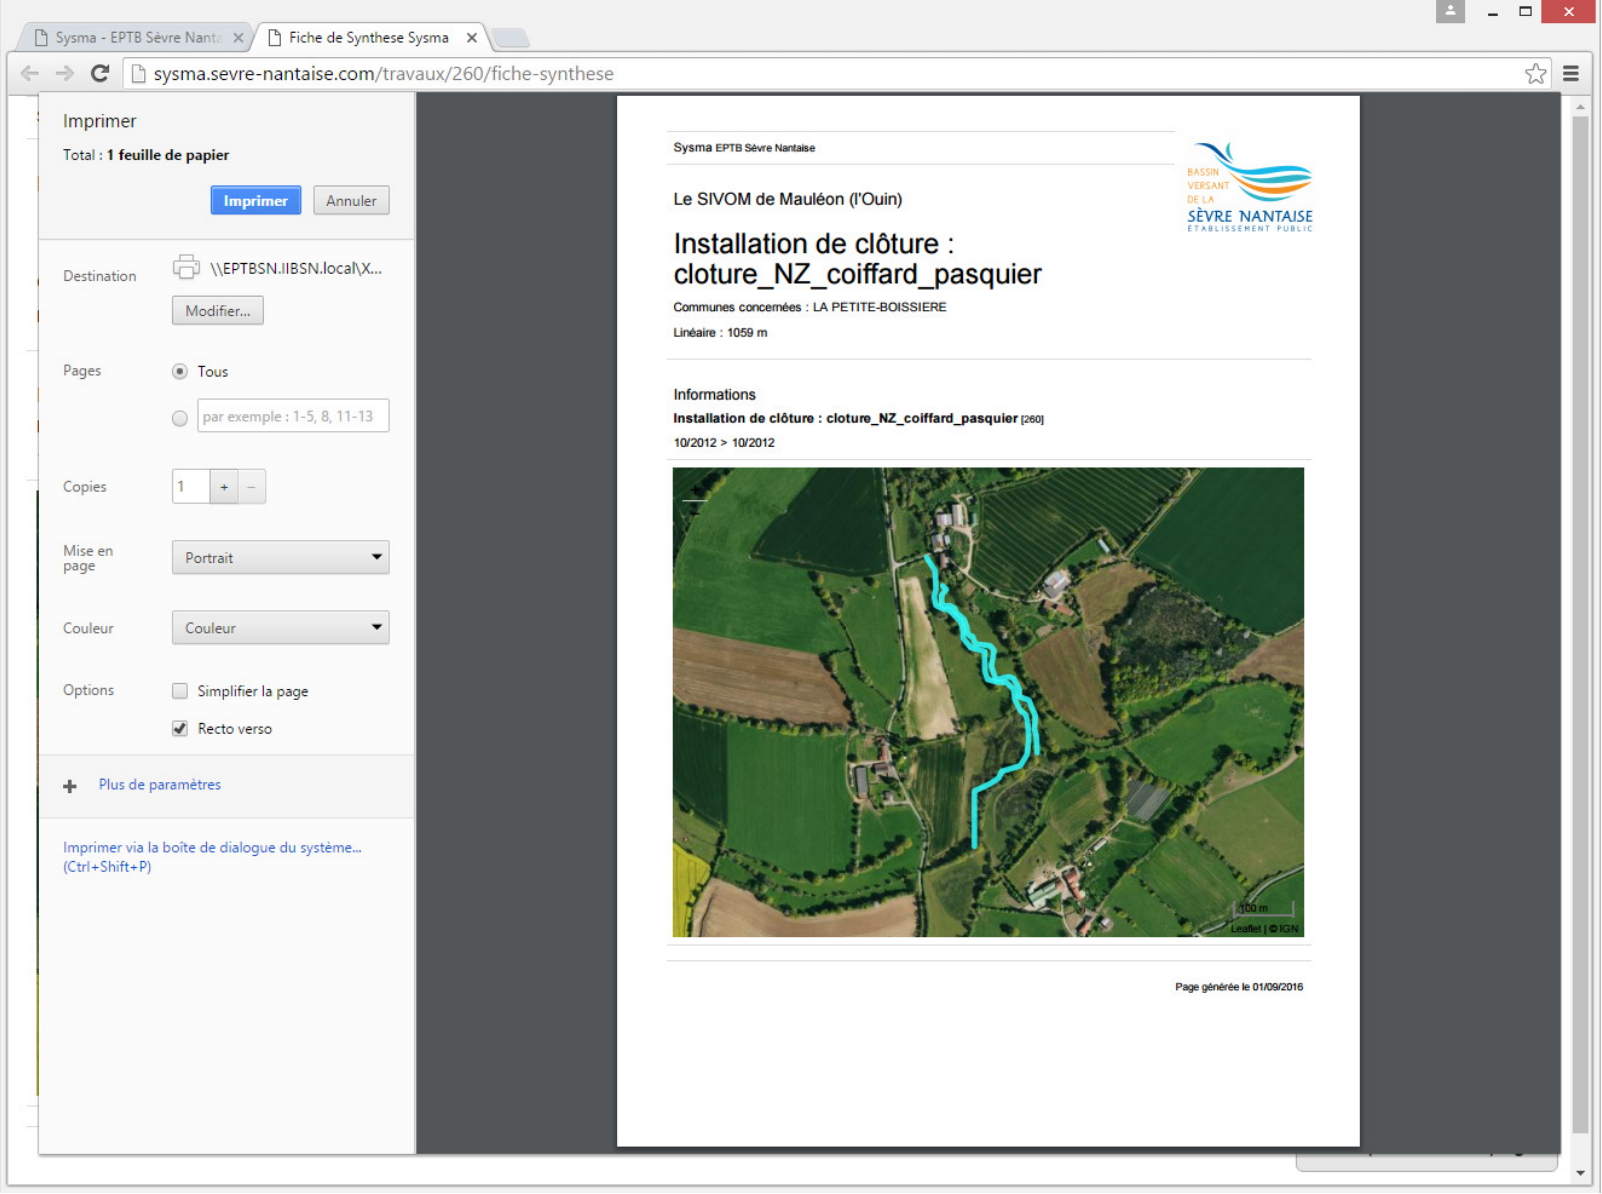 Sysma - EPTB Sèvre Nanta
Fiche de Synthese Sysma
sysma.sevre-nantaise.com/travaux/260/fiche-synthese
Imprimer
Total : 1 feuille de papier
Imprimer
Annuler
Destination
\\EPTBSN.IIBSN.local\X...
Modifier...
Pages
Tous
par exemple : 1-5, 8, 11-13
Copies
1
+
−
Mise en
page
Portrait
Couleur
Couleur
Options
Simplifier la page
Recto verso
Plus de paramètres
Imprimer via la boîte de dialogue du système...
(Ctrl+Shift+P)
Sysma EPTB Sèvre Nantaise
BASSIN
VERSANT
DE LA
SÈVRE NANTAISE
ÉTABLISSEMENT PUBLIC
Le SIVOM de Mauléon (l'Ouin)
Installation de clôture :
cloture_NZ_coiffard_pasquier
Communes concernées : LA PETITE-BOISSIERE
Linéaire : 1059 m
Informations
Installation de clôture : cloture_NZ_coiffard_pasquier [260]
10/2012 > 10/2012
100 m
Leaflet | © IGN
Page générée le 01/09/2016